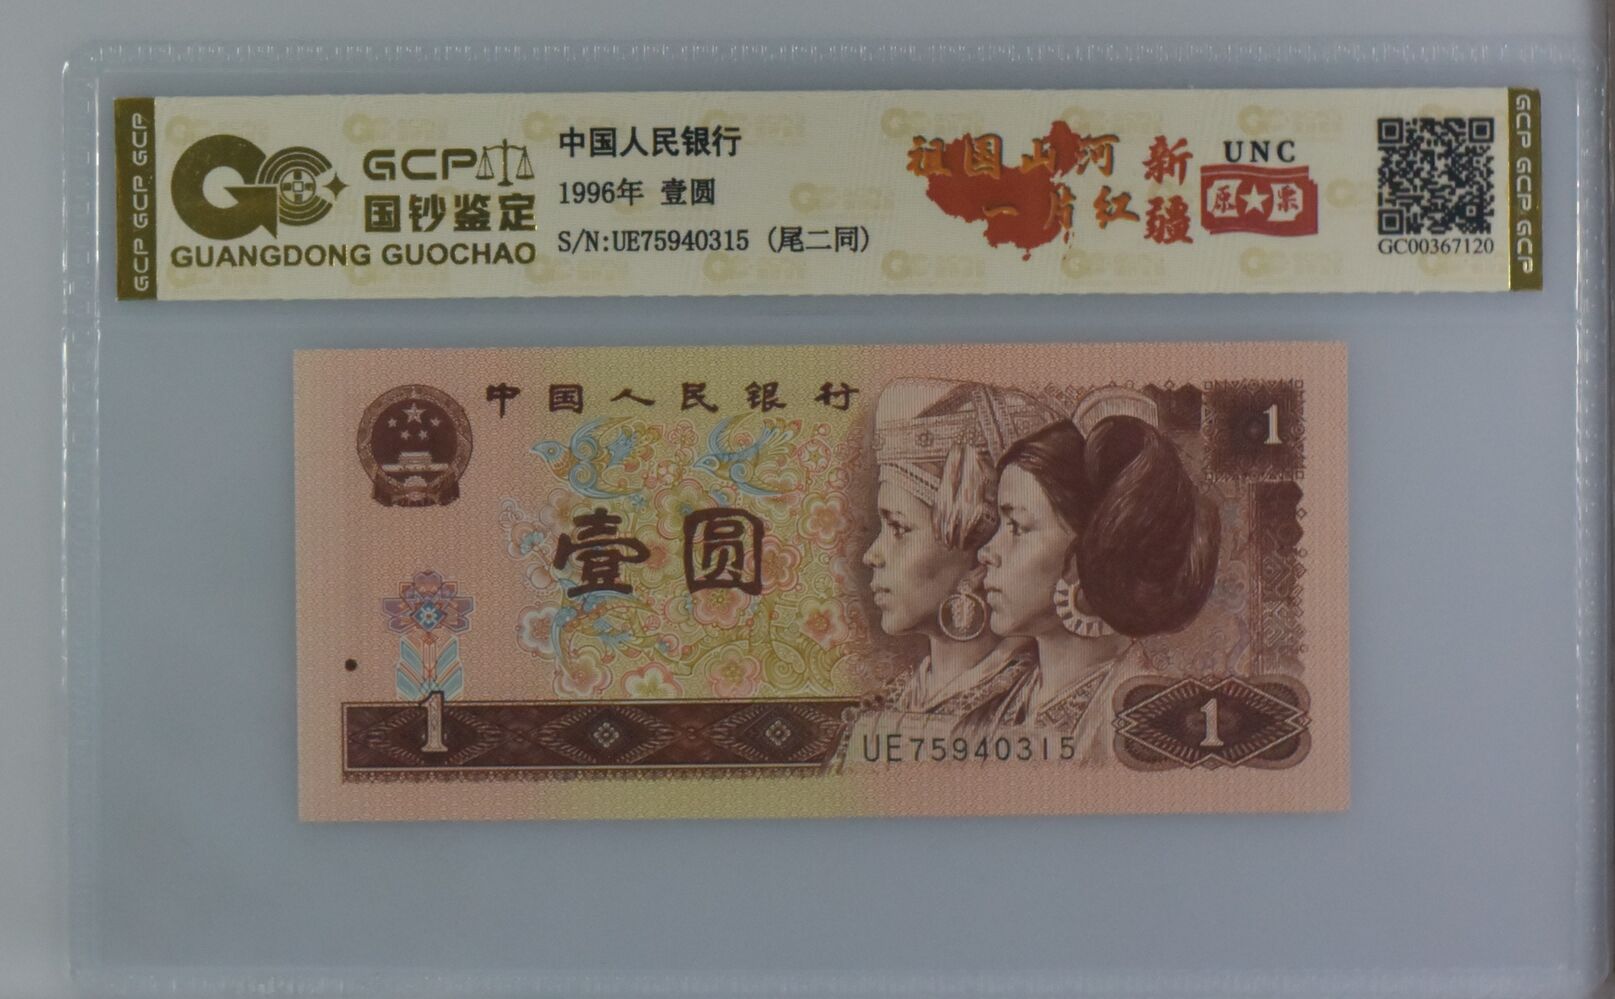 GCP GCP GCP
GCP
国钞鉴定
GUANGDONG GUOCHAO
中国人民银行
1996年 壹圆
S/N:UE75940315 (尾二同)
祖国山河
一片红
新疆
UNC
原★票
GC00367120
GCP GCP GCP
中国人民银行
1
壹圆
1
1
UE75940315